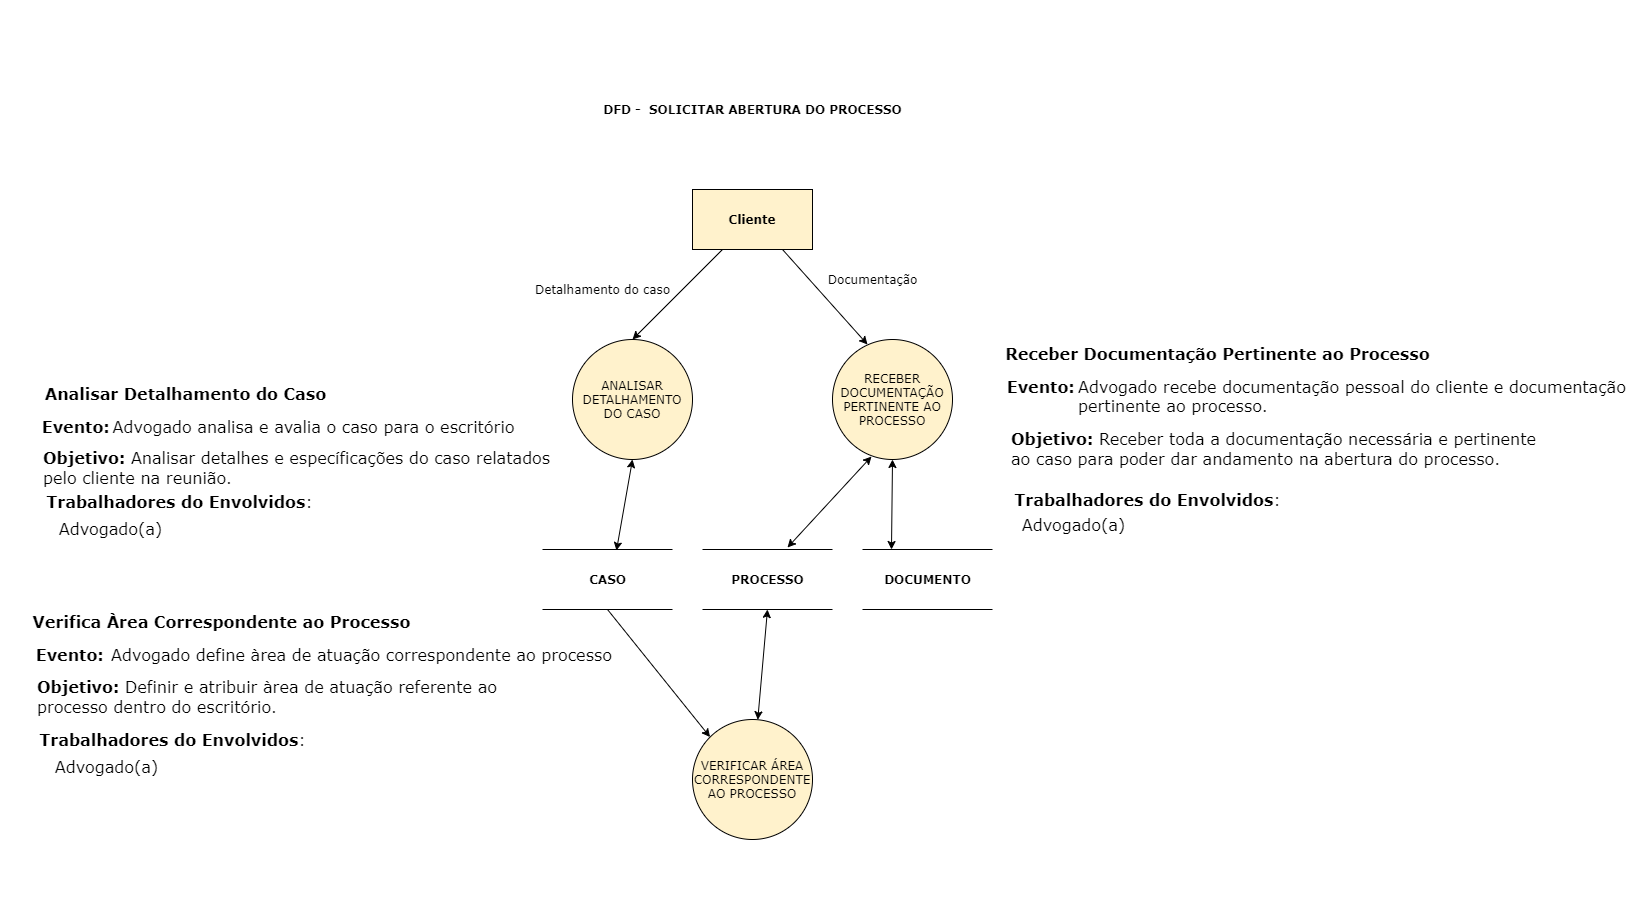 DFD -  SOLICITAR ABERTURA DO PROCESSO
Cliente
Detalhamento do caso
Documentação
ANALISAR
DETALHAMENTO
DO CASO
RECEBER
DOCUMENTAÇÃO
PERTINENTE AO
PROCESSO
Analisar Detalhamento do Caso
Evento: Advogado analisa e avalia o caso para o escritório
Objetivo: Analisar detalhes e específicações do caso relatados
pelo cliente na reunião.
Trabalhadores do Envolvidos:
Advogado(a)
Receber Documentação Pertinente ao Processo
Evento: Advogado recebe documentação pessoal do cliente e documentação
pertinente ao processo.
Objetivo: Receber toda a documentação necessária e pertinente
ao caso para poder dar andamento na abertura do processo.
Trabalhadores do Envolvidos:
Advogado(a)
CASO
PROCESSO
DOCUMENTO
Verifica Àrea Correspondente ao Processo
Evento: Advogado define àrea de atuação correspondente ao processo
Objetivo: Definir e atribuir àrea de atuação referente ao
processo dentro do escritório.
Trabalhadores do Envolvidos:
Advogado(a)
VERIFICAR ÁREA
CORRESPONDENTE
AO PROCESSO